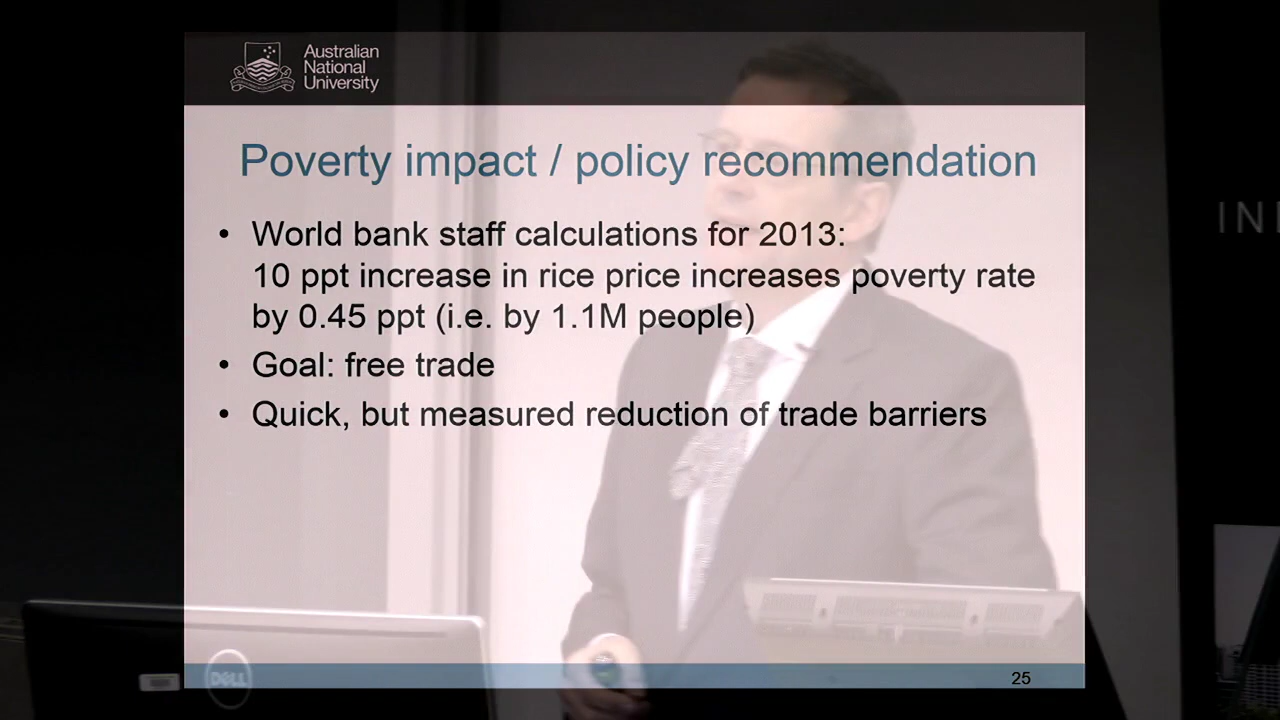 Australian
National
University
Poverty impact / policy recommendation
• World bank staff calculations for 2013:
10 ppt increase in rice price increases poverty rate
by 0.45 ppt (i.e. by 1.1M people)
• Goal: free trade
• Quick, but measured reduction of trade barriers
IN
DELL
25